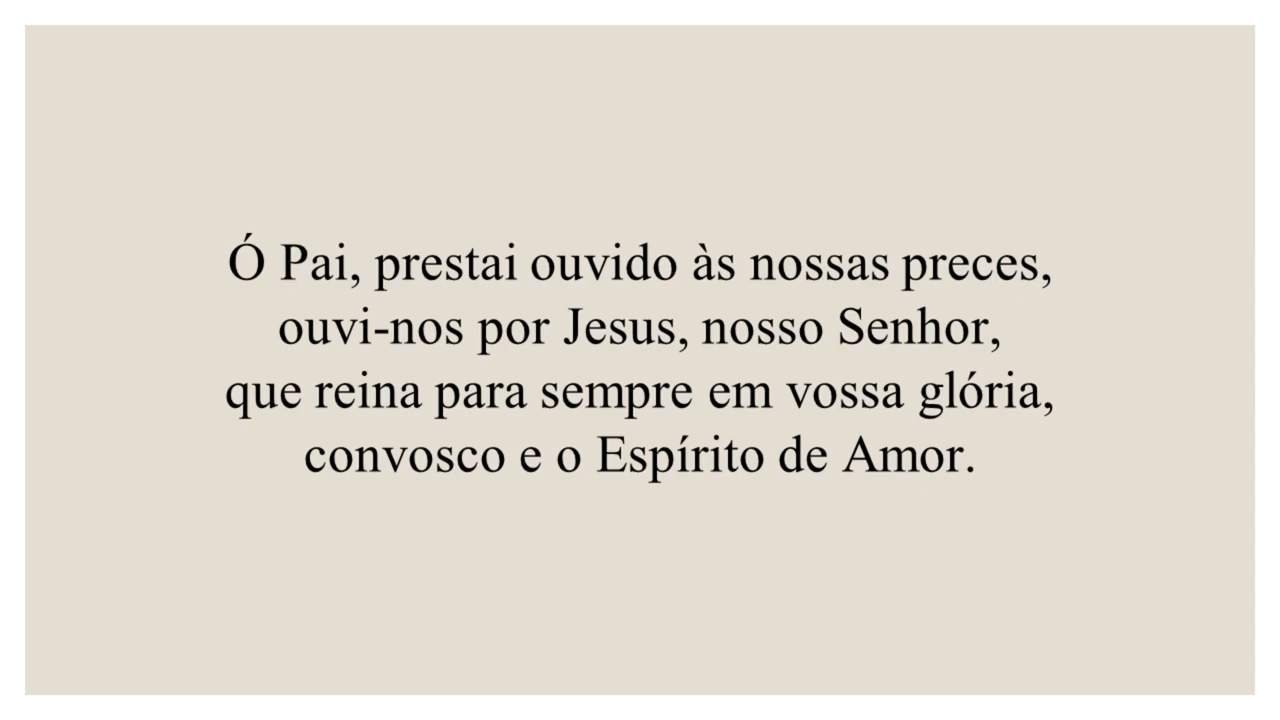 Ó Pai, prestai ouvido às nossas preces,
ouvi-nos por Jesus, nosso Senhor,
que reina para sempre em vossa glória,
convosco e o Espírito de Amor.